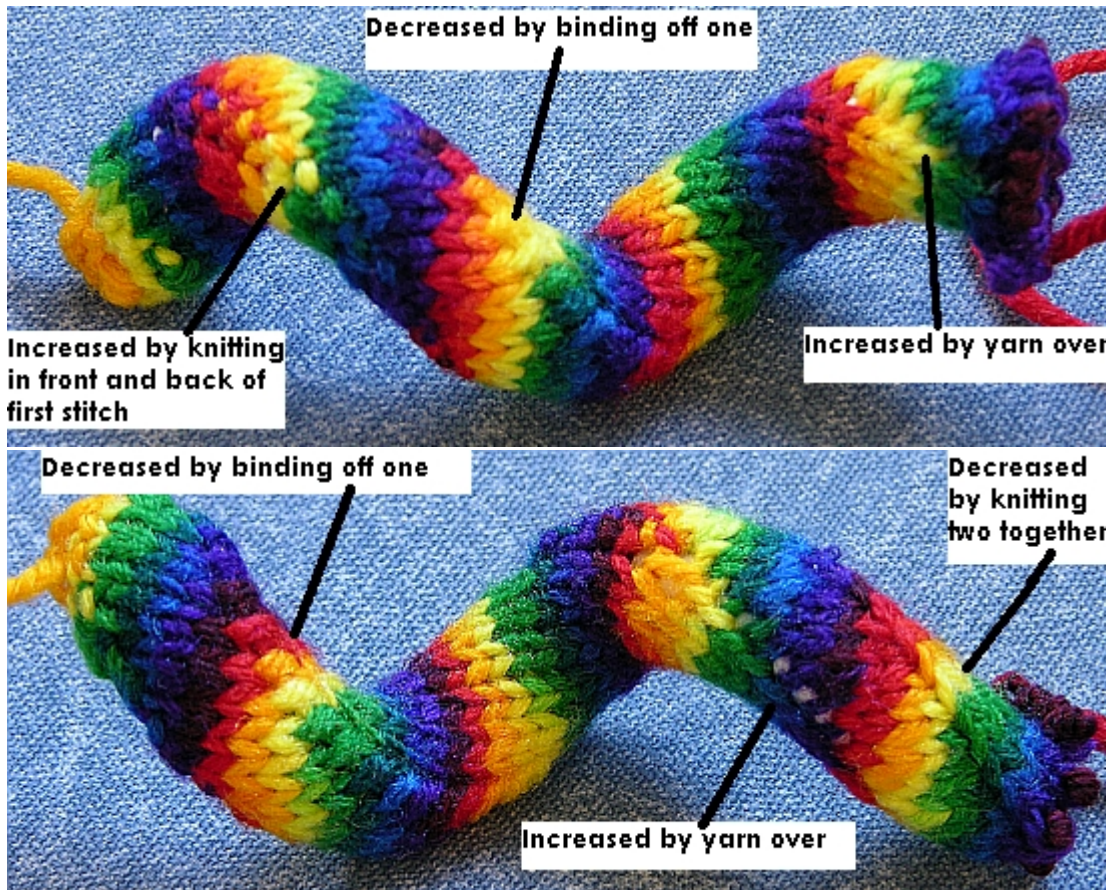 Decreased by binding off one
Increased by knitting
in front and back of
first stitch
Increased by yarn over
Decreased by binding off one
Decreased
by knitting
two together
Increased by yarn over